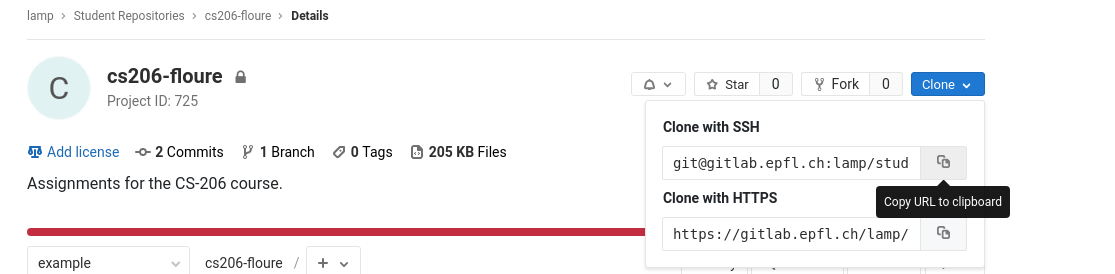 lamp > Student Repositories > cs206-floure > Details
C
cs206-floure
Project ID: 725
Star 0
Fork 0
Clone
Add license
2 Commits
1 Branch
0 Tags
205 KB Files
Assignments for the CS-206 course.
Clone with SSH
git@gitlab.epfl.ch:lamp/stud
Copy URL to clipboard
Clone with HTTPS
https://gitlab.epfl.ch/lamp/
example
cs206-floure / +